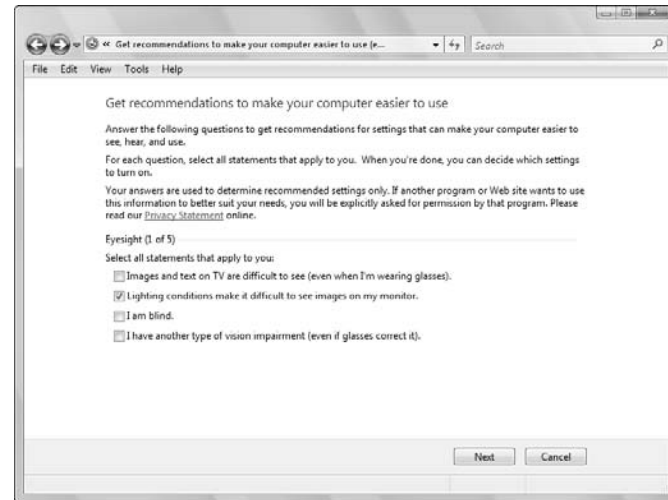 « Get recommendations to make your computer easier to use (e...
Search
File Edit View Tools Help
Get recommendations to make your computer easier to use
Answer the following questions to get recommendations for settings that can make your computer easier to
see, hear, and use.
For each question, select all statements that apply to you. When you're done, you can decide which settings
to turn on.
Your answers are used to determine recommended settings only. If another program or Web site wants to use
this information to better suit your needs, you will be explicitly asked for permission by that program. Please
read our Privacy Statement online.
Eyesight (1 of 5)
Select all statements that apply to you:
Images and text on TV are difficult to see (even when I'm wearing glasses).
Lighting conditions make it difficult to see images on my monitor.
I am blind.
I have another type of vision impairment (even if glasses correct it).
Next Cancel